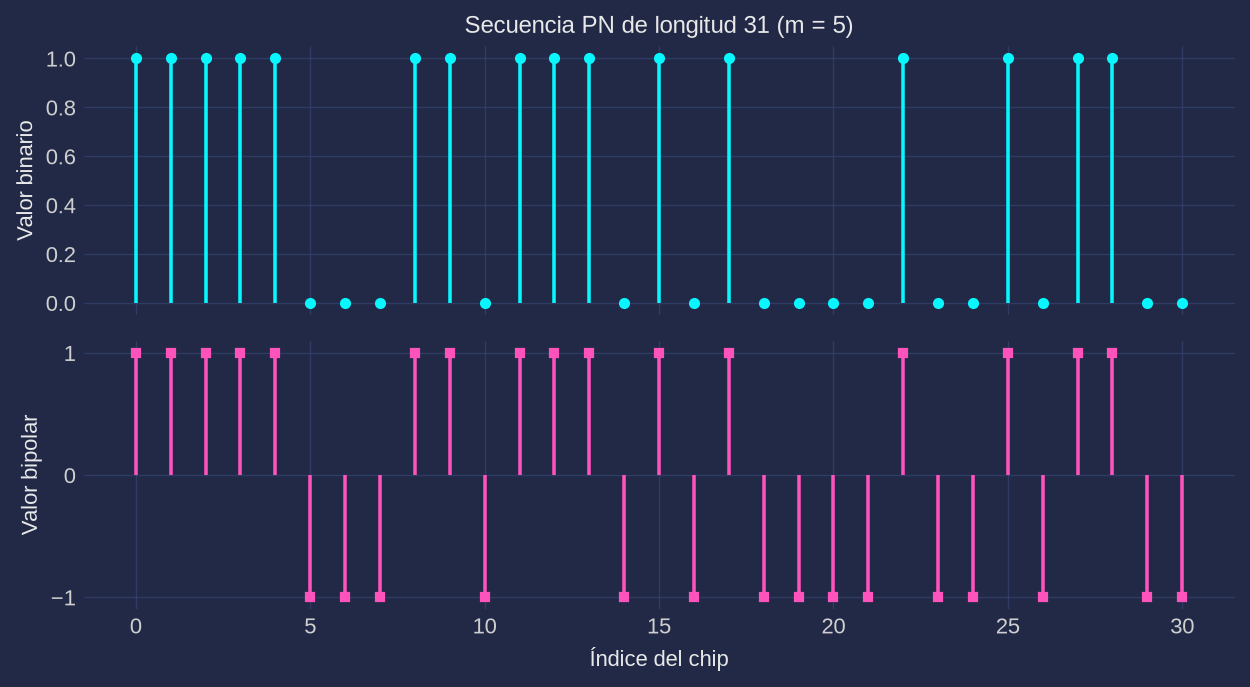 Secuencia PN de longitud 31 (m = 5)
Valor binario
1.0
0.8
0.6
0.4
0.2
0.0
Valor bipolar
1
0
−1
0 5 10 15 20 25 30
Índice del chip